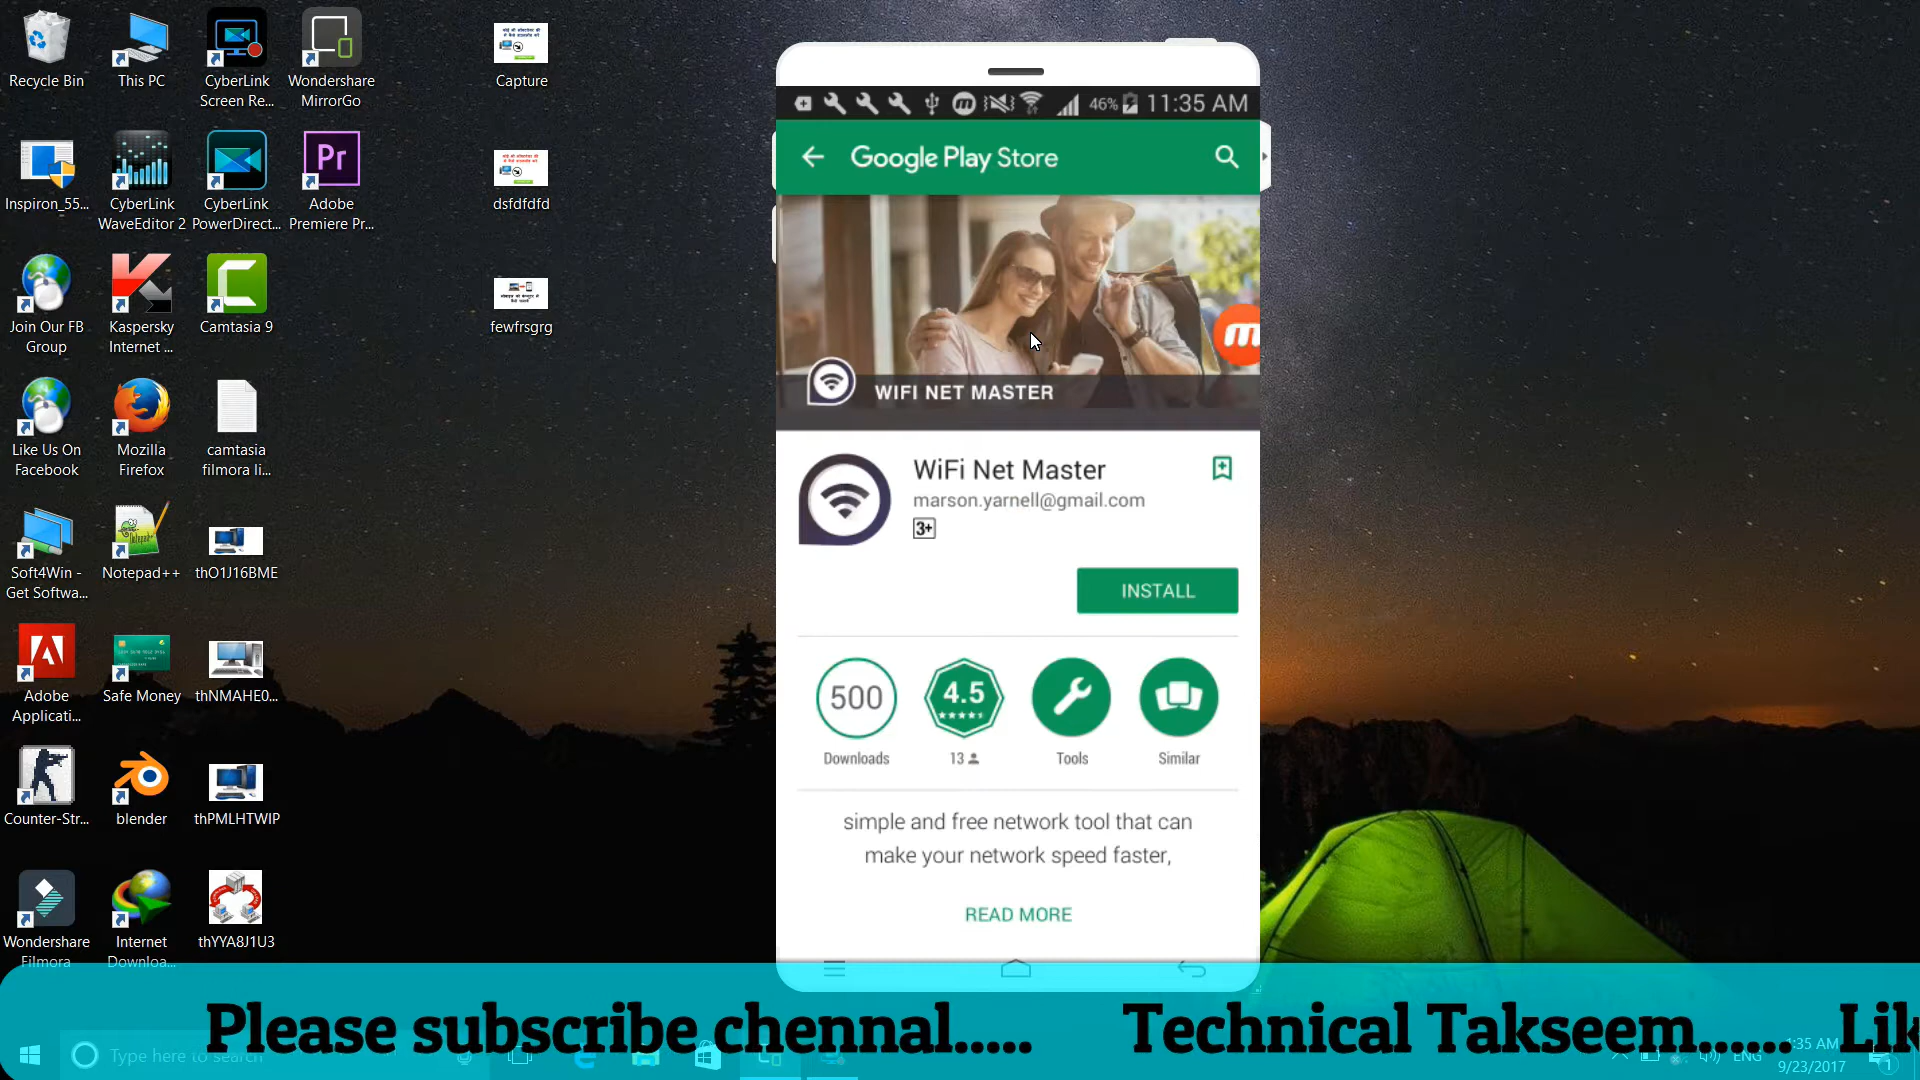 Recycle Bin
This PC
CyberLink
Screen Re...
Wondershare
MirrorGo
Capture
Inspiron_55...
CyberLink
WaveEditor 2
CyberLink
PowerDirect...
Pr
Adobe
Premiere Pr...
dsfdfdfd
Join Our FB
Group
Kaspersky
Internet ...
Camtasia 9
fewfrsgrg
Like Us On
Facebook
Mozilla
Firefox
camtasia
filmora li...
Soft4Win -
Get Softwa...
Notepad++
thO1J16BME
Adobe
Applicati...
Safe Money
thNMAHE0...
Counter-Str...
blender
thPMLHTWIP
Wondershare
Filmora
Internet
Downloa...
thYYA8J1U3
46%
11:35 AM
Google Play Store
WIFI NET MASTER
WiFi Net Master
marson.yarnell@gmail.com
3+
INSTALL
500
4.5
Downloads
13
Tools
Similar
simple and free network tool that can
make your network speed faster,
READ MORE
Please subscribe chennal.....
Technical Takseem......
Lik
Type here to search
ENG
:35 AM
9/23/2017
1